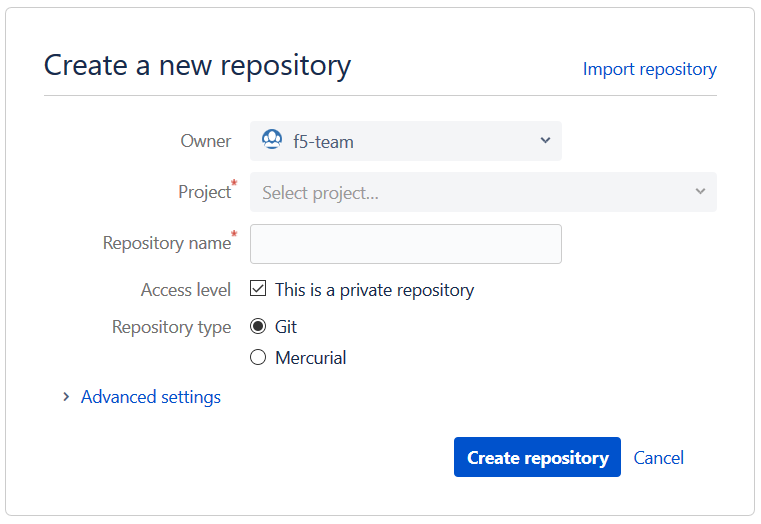 Create a new repository
Import repository
Owner f5-team
Project* Select project...
Repository name*
Access level This is a private repository
Repository type Git
Mercurial
Advanced settings
Create repository Cancel